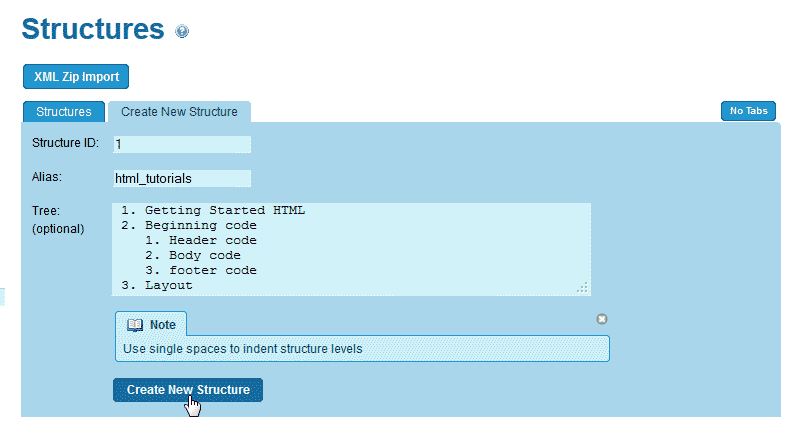 Structures
XML Zip Import
Structures Create New Structure No Tabs
Structure ID: 1
Alias: html_tutorials
Tree:
(optional)
1. Getting Started HTML
2. Beginning code
1. Header code
2. Body code
3. footer code
3. Layout
Note
Use single spaces to indent structure levels
Create New Structure